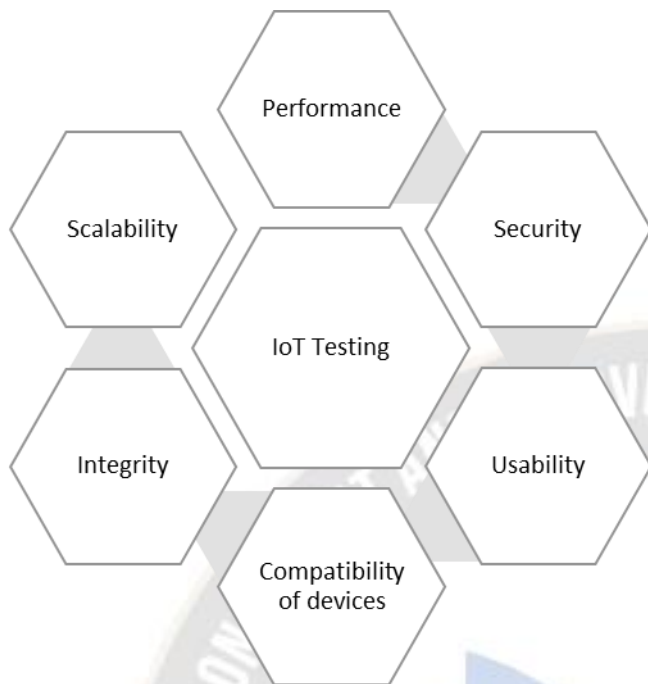 Performance
Scalability
Security
IoT Testing
Integrity
Usability
Compatibility
of devices